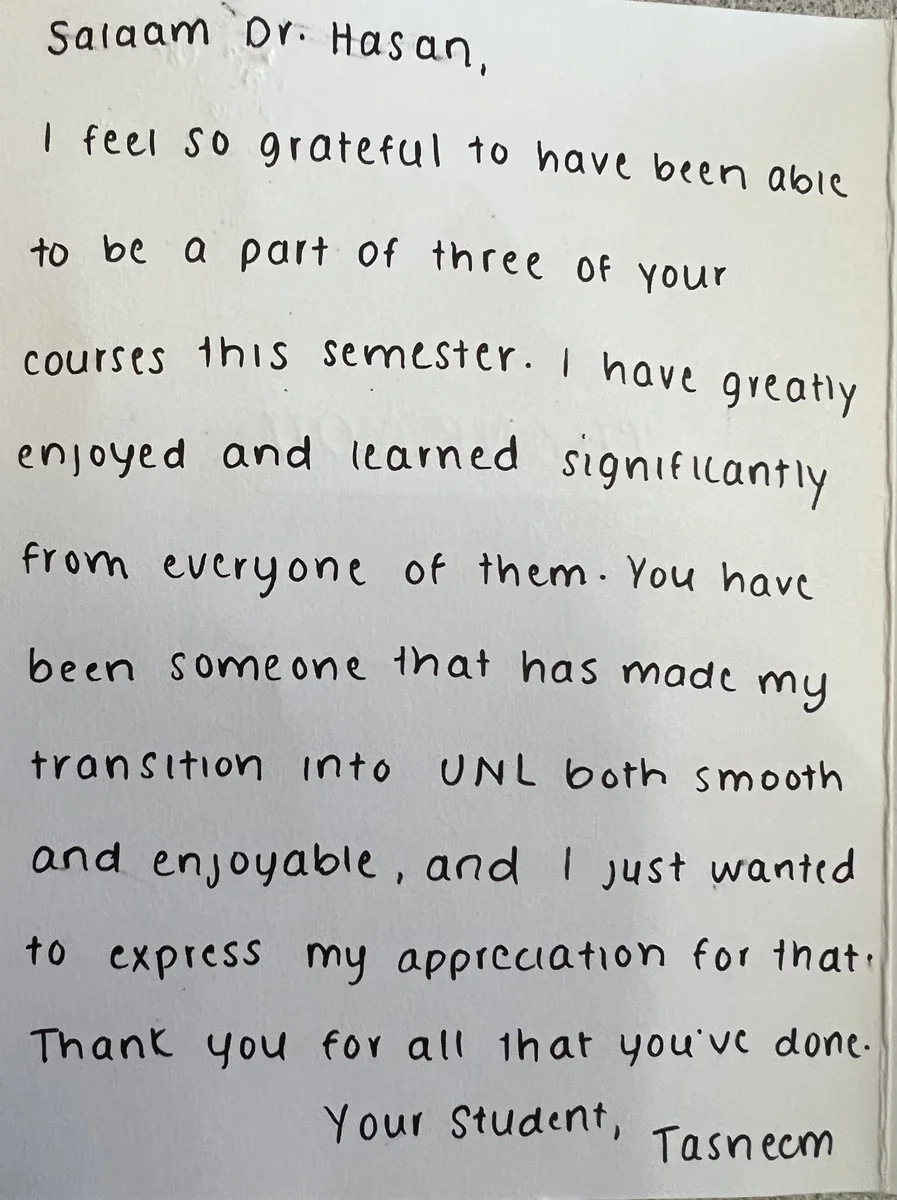 Salaam Dr. Hasan,
I feel so grateful to have been able
to be a part of three of your
courses this semester. I have greatly
enjoyed and learned significantly
from everyone of them. You have
been someone that has made my
transition into UNL both smooth
and enjoyable, and I just wanted
to express my appreciation for that.
Thank you for all that you've done.
Your Student, Tasneem